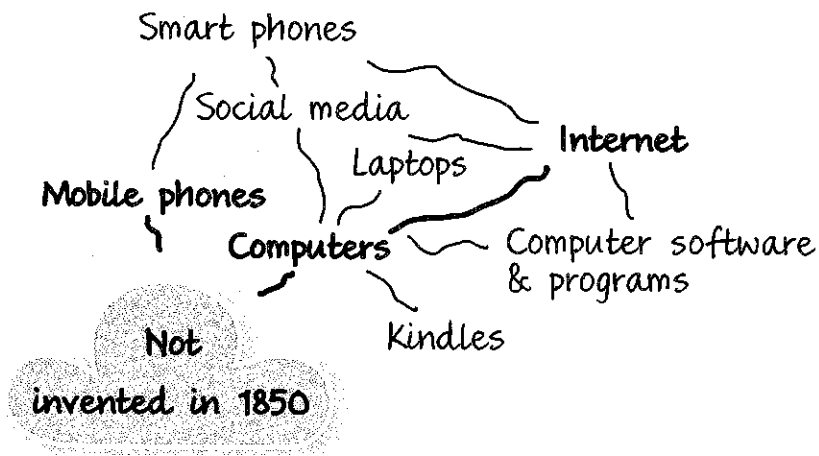 Smart phones
Social media
Internet
Laptops
Mobile phones
Computers
Computer software
& programs
Kindles
Not
invented in 1850